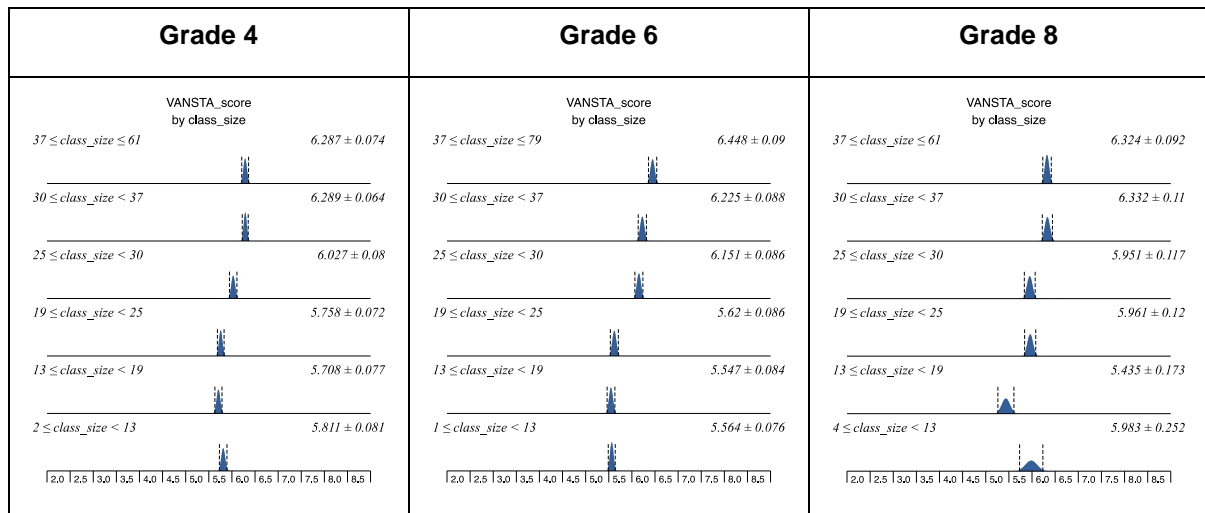 Grade 4
Grade 6
Grade 8
VANSTA_score
by class_size
37 ≤ class_size ≤ 61 6.287 ± 0.074
30 ≤ class_size < 37 6.289 ± 0.064
25 ≤ class_size < 30 6.027 ± 0.08
19 ≤ class_size < 25 5.758 ± 0.072
13 ≤ class_size < 19 5.708 ± 0.077
2 ≤ class_size < 13 5.811 ± 0.081
2.0 2.5 3.0 3.5 4.0 4.5 5.0 5.5 6.0 6.5 7.0 7.5 8.0 8.5
VANSTA_score
by class_size
37 ≤ class_size ≤ 79 6.448 ± 0.09
30 ≤ class_size < 37 6.225 ± 0.088
25 ≤ class_size < 30 6.151 ± 0.086
19 ≤ class_size < 25 5.62 ± 0.086
13 ≤ class_size < 19 5.547 ± 0.084
1 ≤ class_size < 13 5.564 ± 0.076
2.0 2.5 3.0 3.5 4.0 4.5 5.0 5.5 6.0 6.5 7.0 7.5 8.0 8.5
VANSTA_score
by class_size
37 ≤ class_size ≤ 61 6.324 ± 0.092
30 ≤ class_size < 37 6.332 ± 0.11
25 ≤ class_size < 30 5.951 ± 0.117
19 ≤ class_size < 25 5.961 ± 0.12
13 ≤ class_size < 19 5.435 ± 0.173
4 ≤ class_size < 13 5.983 ± 0.252
2.0 2.5 3.0 3.5 4.0 4.5 5.0 5.5 6.0 6.5 7.0 7.5 8.0 8.5